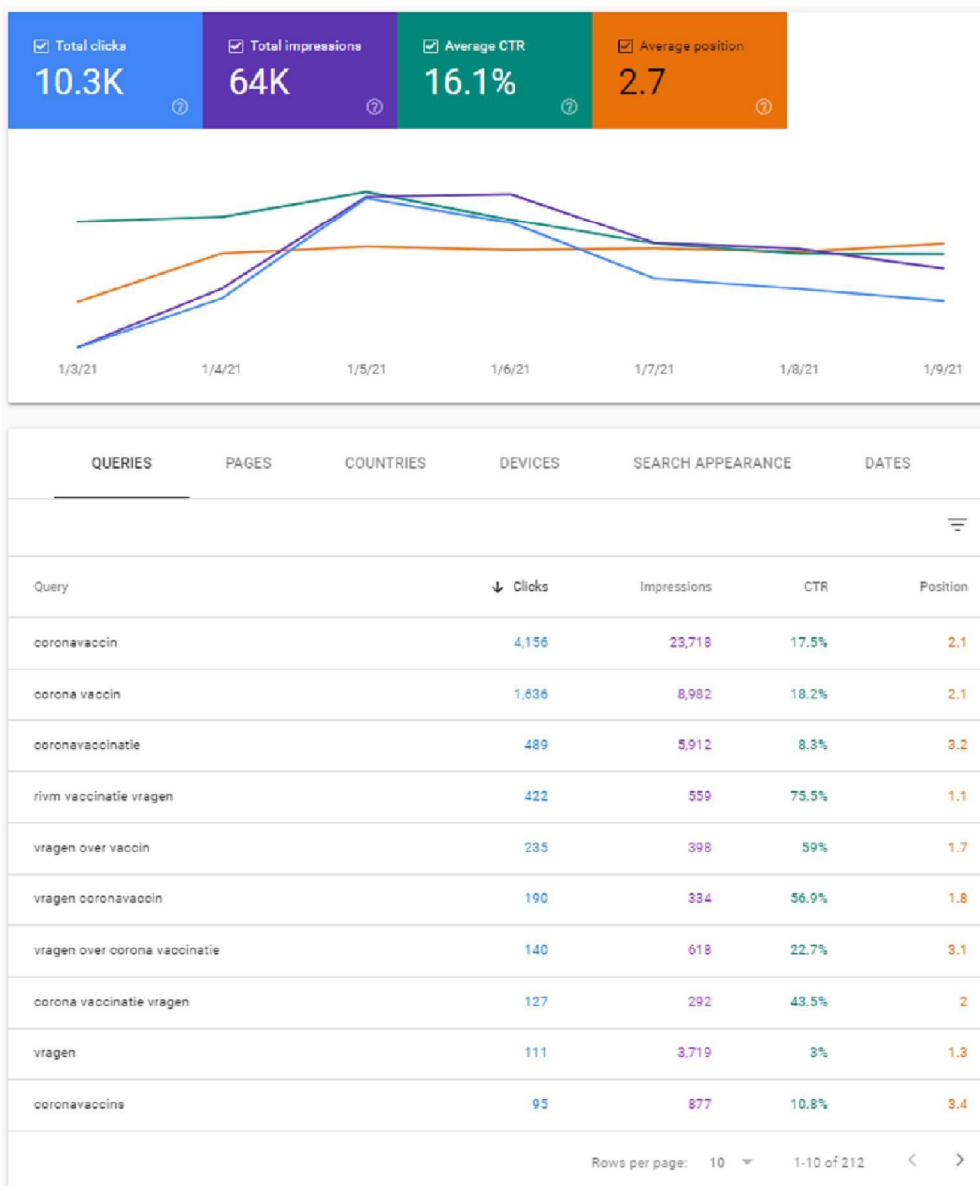 Total clicks Total impressions Average CTR Average position
10.3K 64K 16.1% 2.7
1/3/21 1/4/21 1/5/21 1/6/21 1/7/21 1/8/21 1/9/21
QUERIES PAGES COUNTRIES DEVICES SEARCH APPEARANCE DATES
Query Clicks Impressions CTR Position
coronavaccin 4,156 23,718 17.5% 2.1
corona vaccin 1,636 8,982 18.2% 2.1
coronavaccinatie 489 5,912 8.3% 3.2
rivm vaccinatie vragen 422 559 75.5% 1.1
vragen over vaccin 235 398 59% 1.7
vragen coronavaccin 190 334 56.9% 1.8
vragen over corona vaccinatie 140 618 22.7% 3.1
corona vaccinatie vragen 127 292 43.5% 2
vragen 111 3,719 3% 1.3
coronavaccins 95 877 10.8% 3.4
Rows per page: 10 1-10 of 212